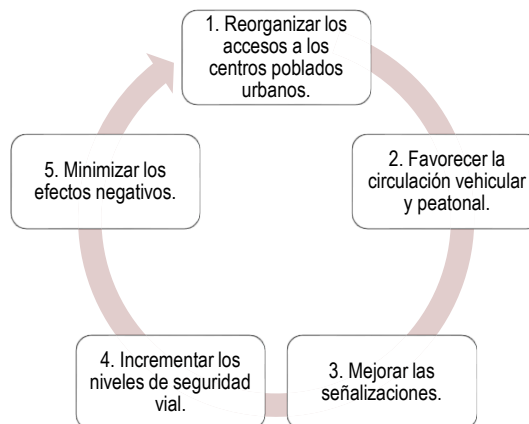 1. Reorganizar los
accesos a los
centros poblados
urbanos.
2. Favorecer la
circulación vehicular
y peatonal.
3. Mejorar las
señalizaciones.
4. Incrementar los
niveles de seguridad
vial.
5. Minimizar los
efectos negativos.